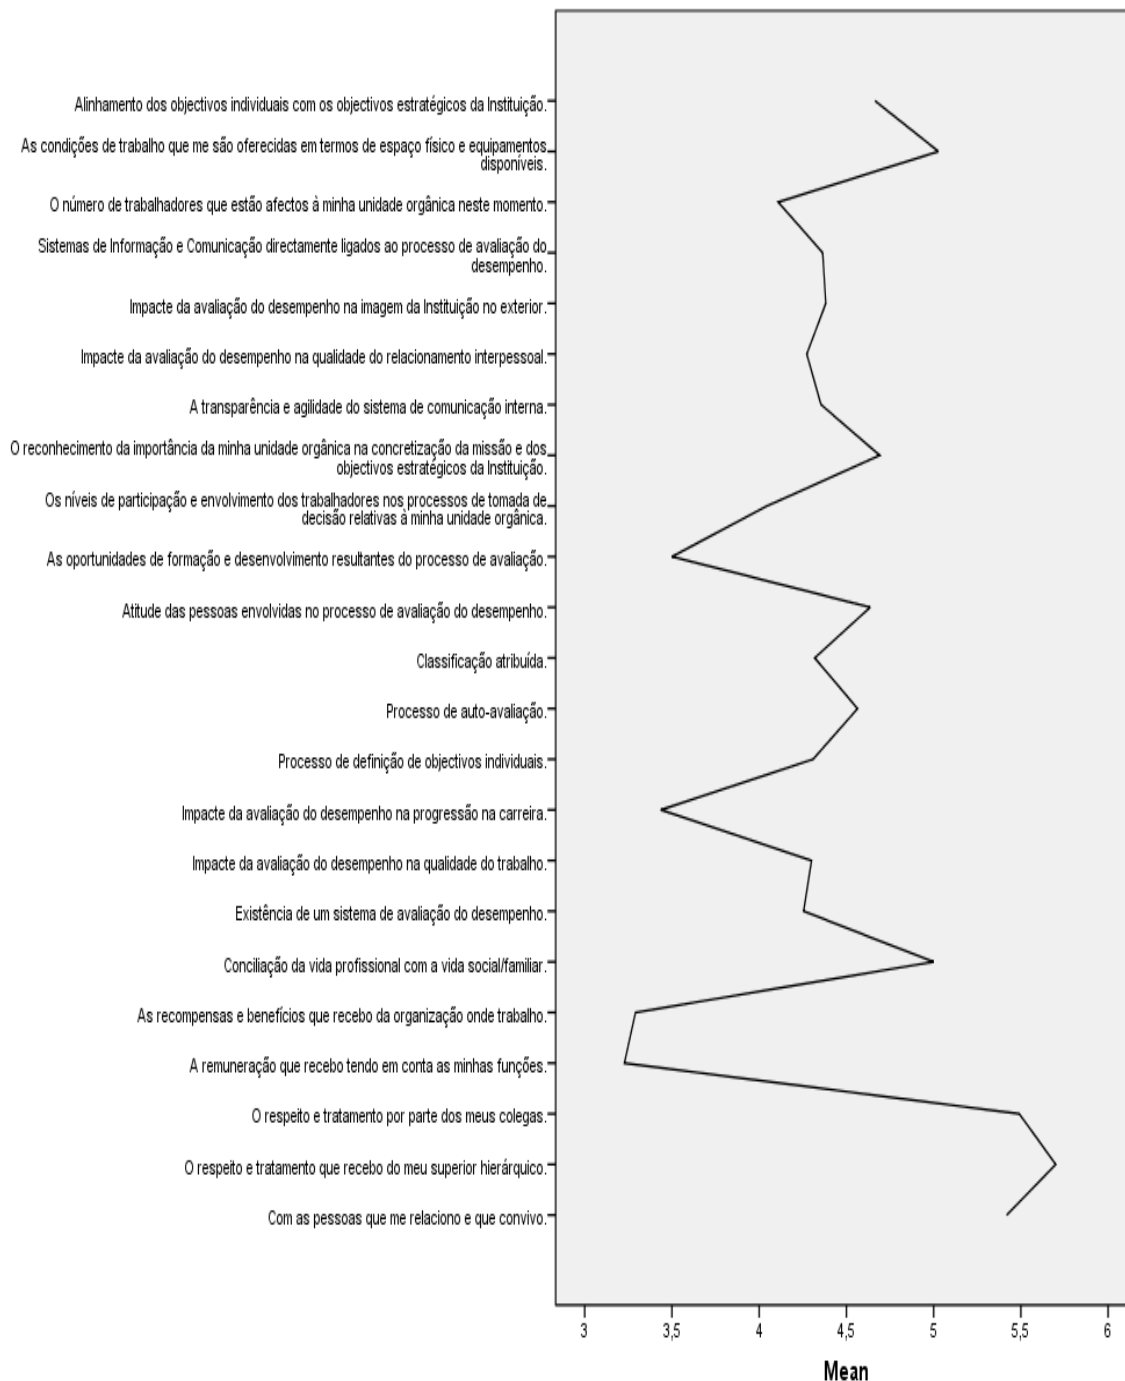 Alinhamento dos objectivos individuais com os objectivos estratégicos da Instituição.
As condições de trabalho que me são oferecidas em termos de espaço físico e equipamentos
disponíveis.
O número de trabalhadores que estão afectos à minha unidade orgânica neste momento.
Sistemas de Informação e Comunicação directamente ligados ao processo de avaliação do
desempenho.
Impacte da avaliação do desempenho na imagem da Instituição no exterior.
Impacte da avaliação do desempenho na qualidade do relacionamento interpessoal.
A transparência e agilidade do sistema de comunicação interna.
O reconhecimento da importância da minha unidade orgânica na concretização da missão e dos
objectivos estratégicos da Instituição.
Os níveis de participação e envolvimento dos trabalhadores nos processos de tomada de
decisão relativas à minha unidade orgânica.
As oportunidades de formação e desenvolvimento resultantes do processo de avaliação.
Atitude das pessoas envolvidas no processo de avaliação do desempenho.
Classificação atribuída.
Processo de auto-avaliação.
Processo de definição de objectivos individuais.
Impacte da avaliação do desempenho na progressão na carreira.
Impacte da avaliação do desempenho na qualidade do trabalho.
Existência de um sistema de avaliação do desempenho.
Conciliação da vida profissional com a vida social/familiar.
As recompensas e benefícios que recebo da organização onde trabalho.
A remuneração que recebo tendo em conta as minhas funções.
O respeito e tratamento por parte dos meus colegas.
O respeito e tratamento que recebo do meu superior hierárquico.
Com as pessoas que me relaciono e que convivo.
3 3,5 4 4,5 5 5,5 6
Mean